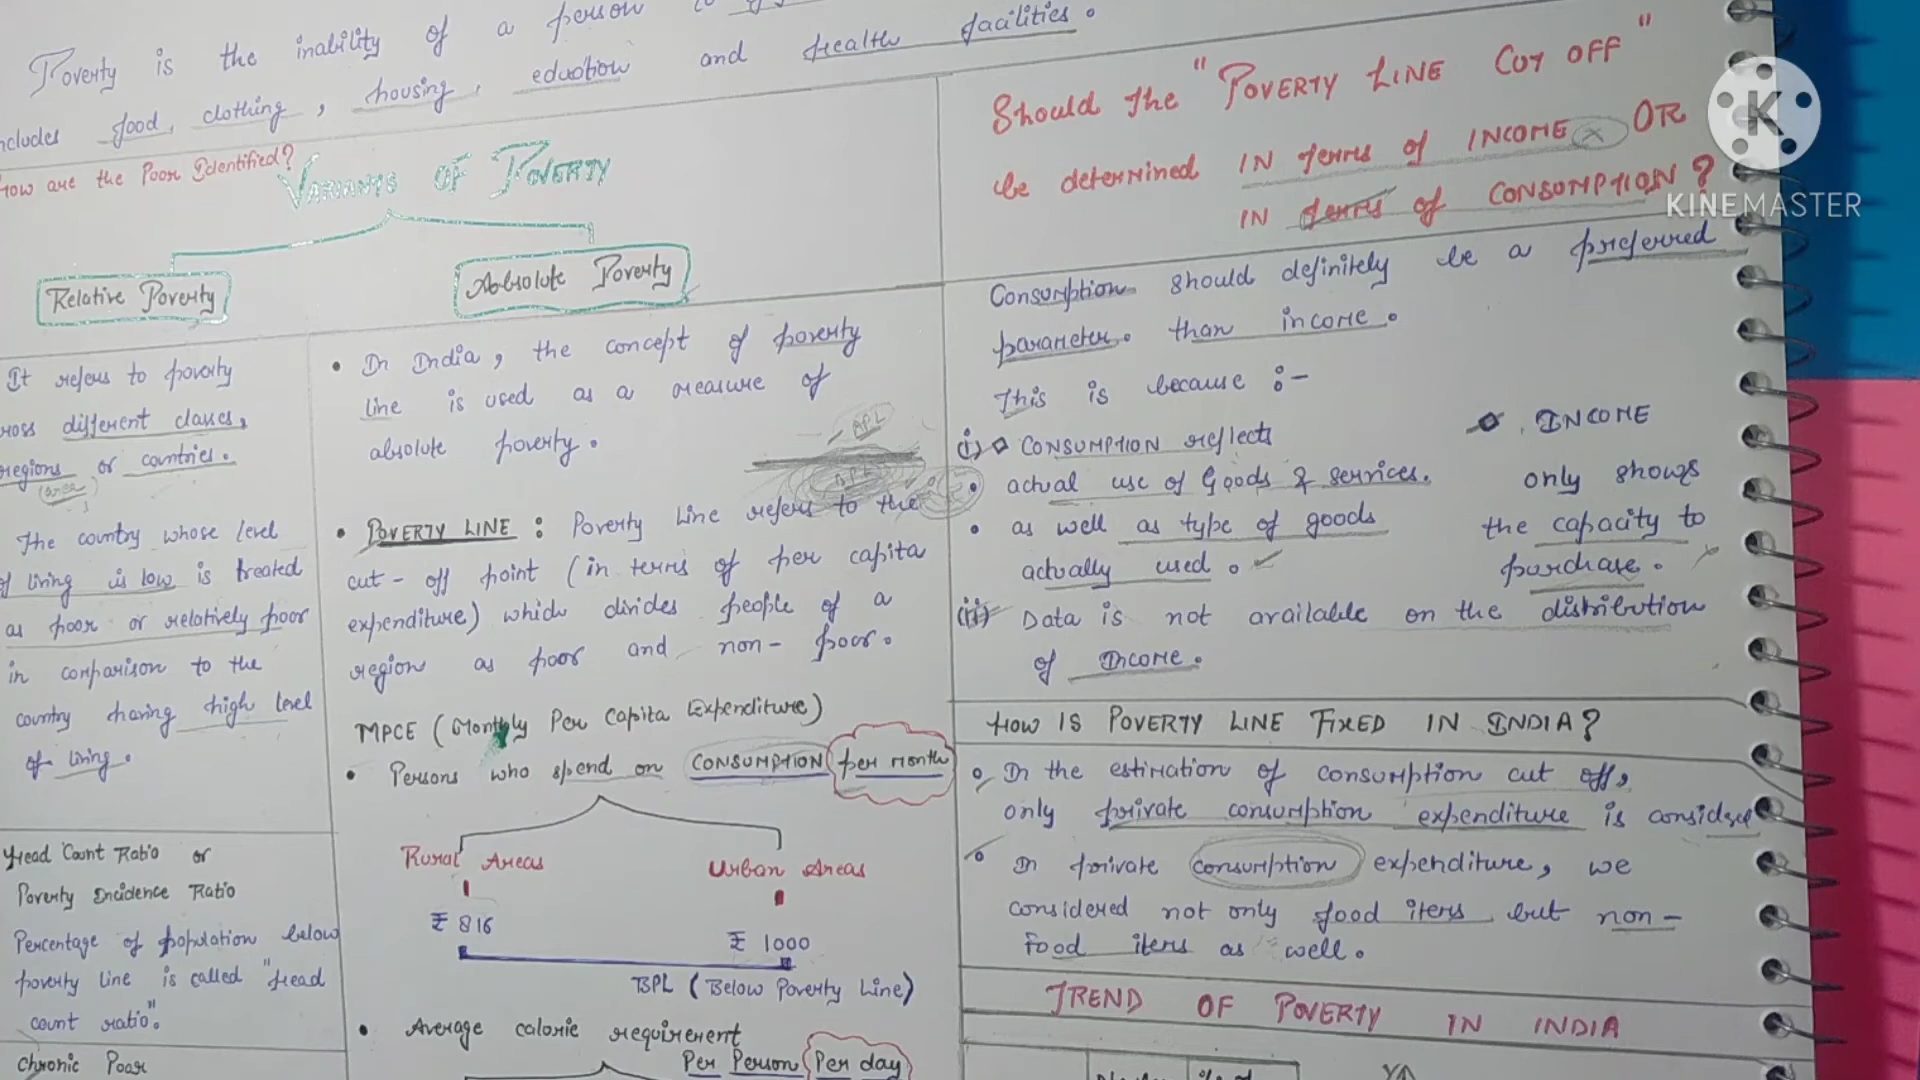 Poverty is the inability of a person to
ncludes food, clothing, housing, eduction and health facilities.
How are the Poor Identified?
VARIANTS OF POVERTY
Relative Poverty
Absolute Poverty
It refers to poverty
ross different classes,
regions or countries.
(area)
The country whose level
f living is low is treated
as poor or relatively poor
in comparison to the
country having high level
of living.
Head Count Ratio or
Poverty Incidence Ratio
Percentage of population below
poverty line is called "head
count ratio."
Chronic Poor
• In India, the concept of poverty
line is used as a measure of
absolute poverty.
APL
BPL
• POVERTY LINE : Poverty Line refers to the
cut-off point (in terms of per capita
expenditure) which divides people of a
region as poor and non-poor.
MPCE (Monthly Per Capita Expenditure)
• Persons who spend on CONSUMPTION per month
Rural Areas
Urban Areas
₹ 816
₹ 1000
BPL (Below Poverty Line)
• Average caloric requirement
Per Person Per day
Should the "POVERTY LINE CUT OFF"
be determined IN terms of INCOME OR
IN terms of CONSUMPTION?
Consumption should definitely be a preferred
parameter. than income.
This is because :-
(i) CONSUMPTION reflects
actual use of Goods & services.
• as well as type of goods
actually used.
INCOME
only shows
the capacity to
purchase.
(ii) Data is not available on the distribution
of Income.
HOW IS POVERTY LINE FIXED IN INDIA?
In the estimation of consumption cut off,
only private consumption expenditure is considered
In private consumption expenditure, we
considered not only food items but non-
food items as well.
TREND OF POVERTY IN INDIA
K
KINEMASTER